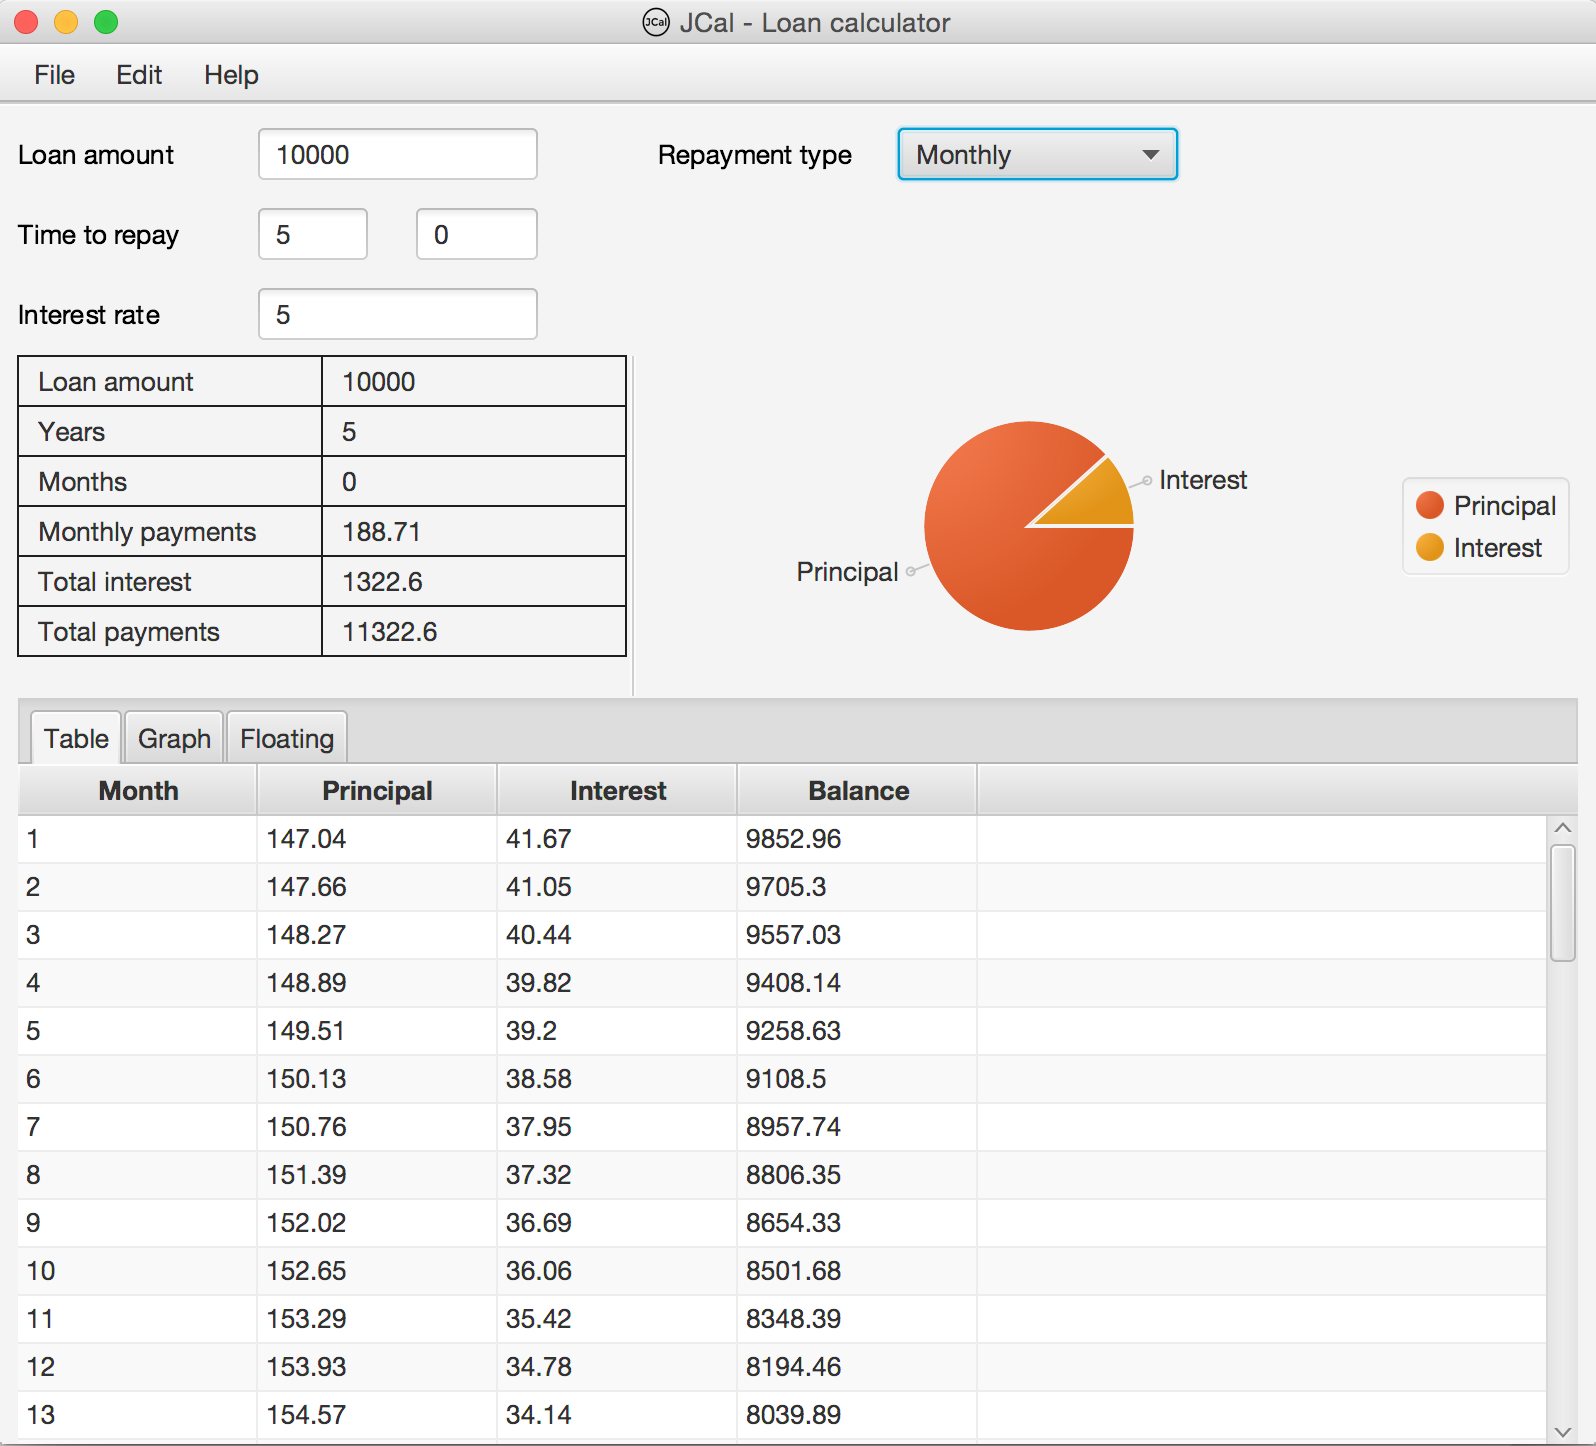 JCal JCal - Loan calculator
File Edit Help
Loan amount 10000 Repayment type Monthly
Time to repay 5 0
Interest rate 5
Loan amount 10000
Years 5
Months 0
Monthly payments 188.71
Total interest 1322.6
Total payments 11322.6
Interest
Principal
Principal
Interest
Table Graph Floating
Month Principal Interest Balance
1 147.04 41.67 9852.96
2 147.66 41.05 9705.3
3 148.27 40.44 9557.03
4 148.89 39.82 9408.14
5 149.51 39.2 9258.63
6 150.13 38.58 9108.5
7 150.76 37.95 8957.74
8 151.39 37.32 8806.35
9 152.02 36.69 8654.33
10 152.65 36.06 8501.68
11 153.29 35.42 8348.39
12 153.93 34.78 8194.46
13 154.57 34.14 8039.89